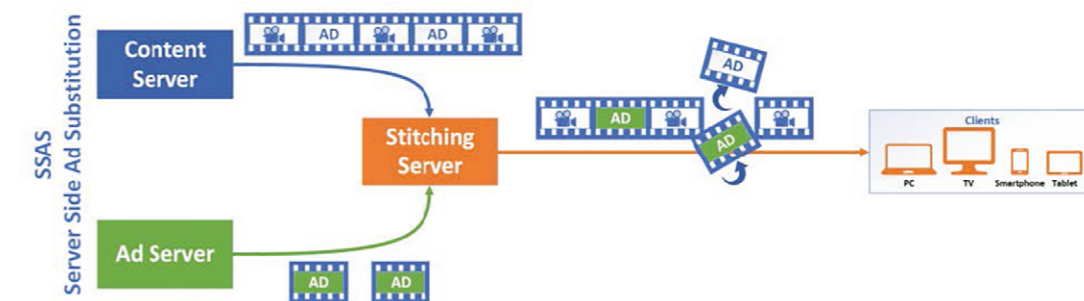 SSAS
Server Side Ad Substitution
Content
Server
AD
AD
Stitching
Server
Ad Server
AD
AD
AD
AD
AD
Clients
PC
TV
Smartphone
Tablet